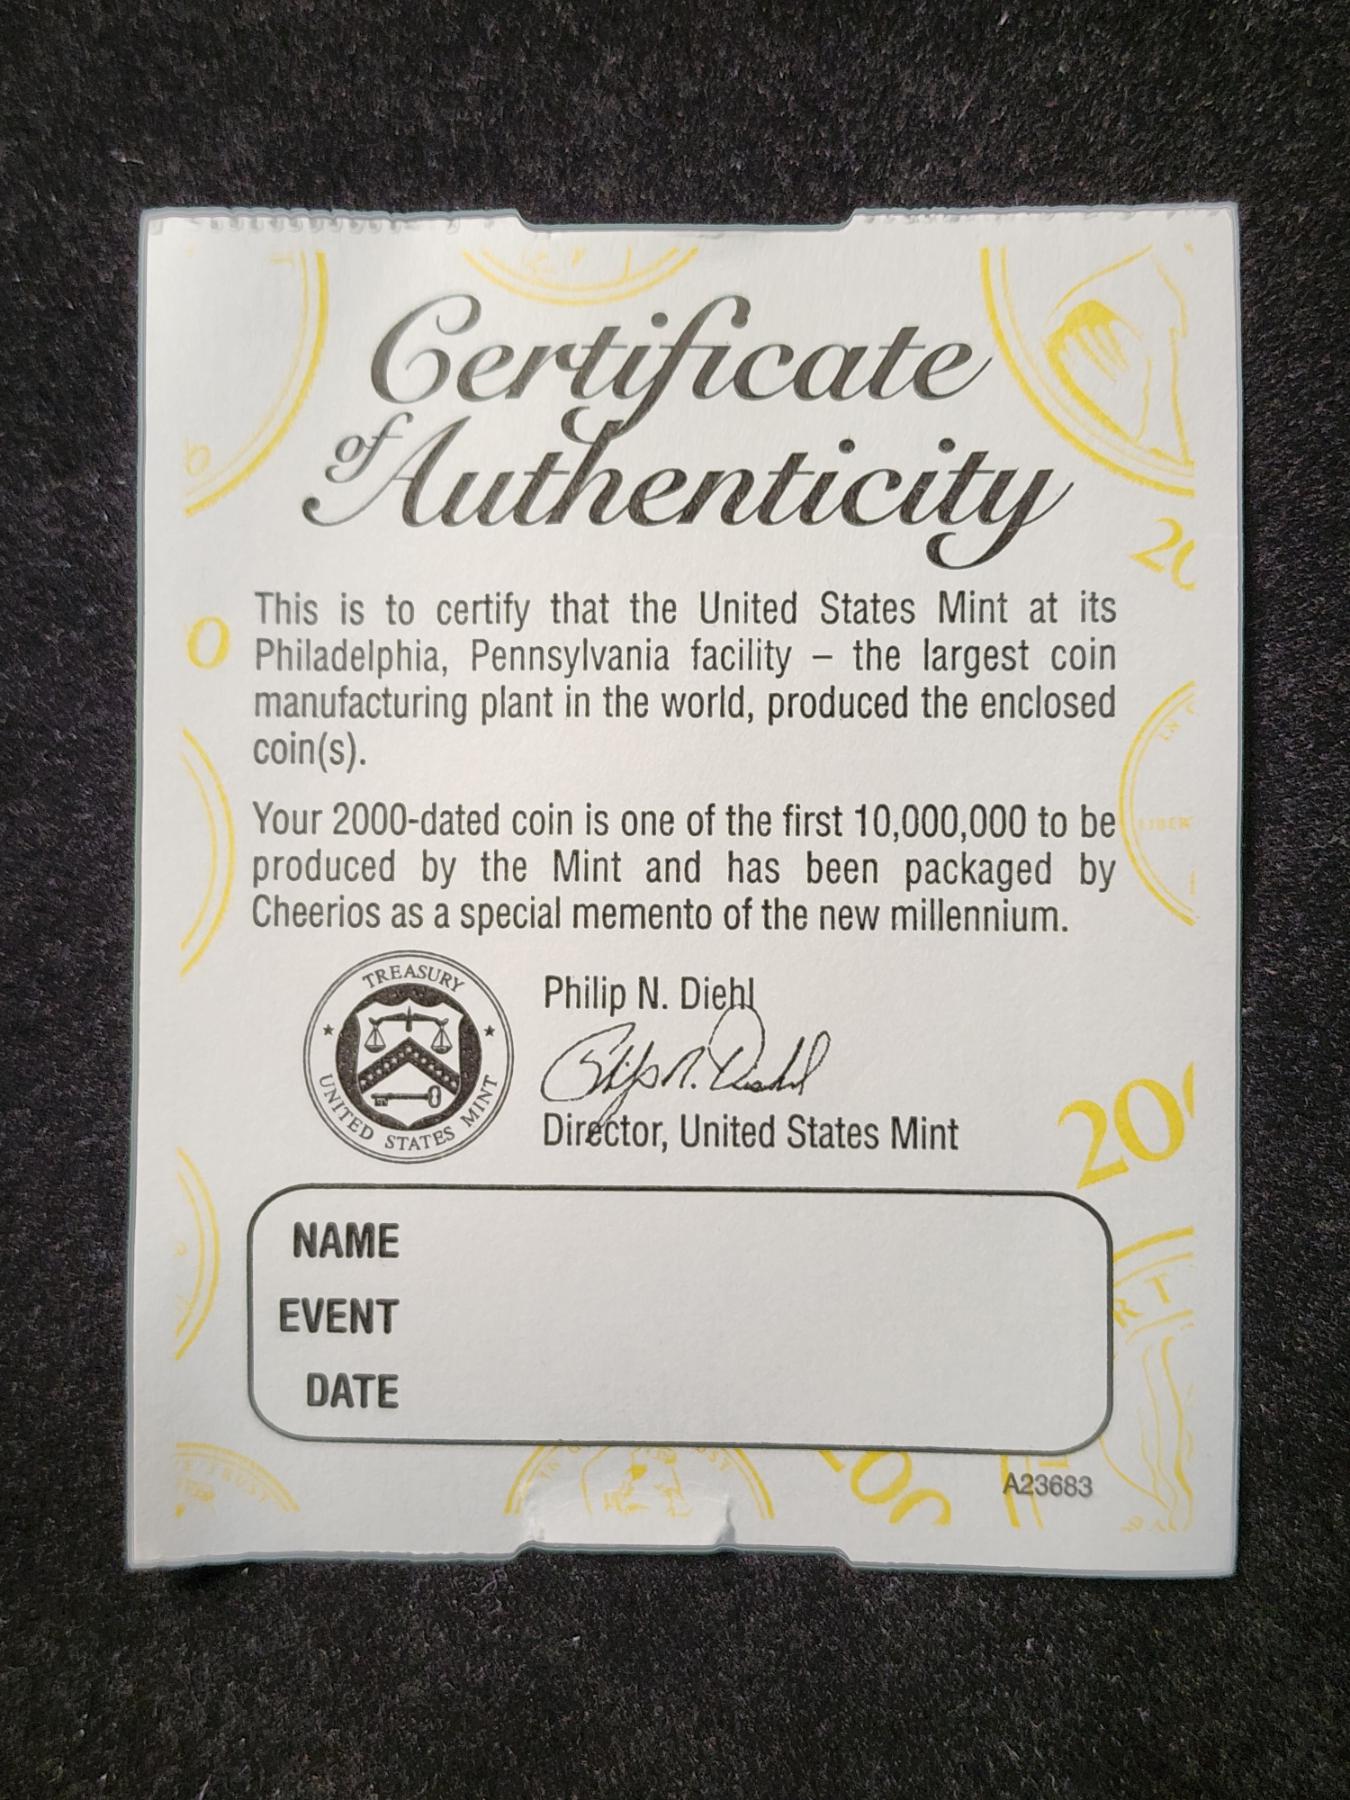 Certificate
of Authenticity
This is to certify that the United States Mint at its
Philadelphia, Pennsylvania facility – the largest coin
manufacturing plant in the world, produced the enclosed
coin(s).
Your 2000-dated coin is one of the first 10,000,000 to be
produced by the Mint and has been packaged by
Cheerios as a special memento of the new millennium.
TREASURY
UNITED STATES MINT
Philip N. Diehl
Philip N. Diehl
Director, United States Mint
NAME
EVENT
DATE
A23683